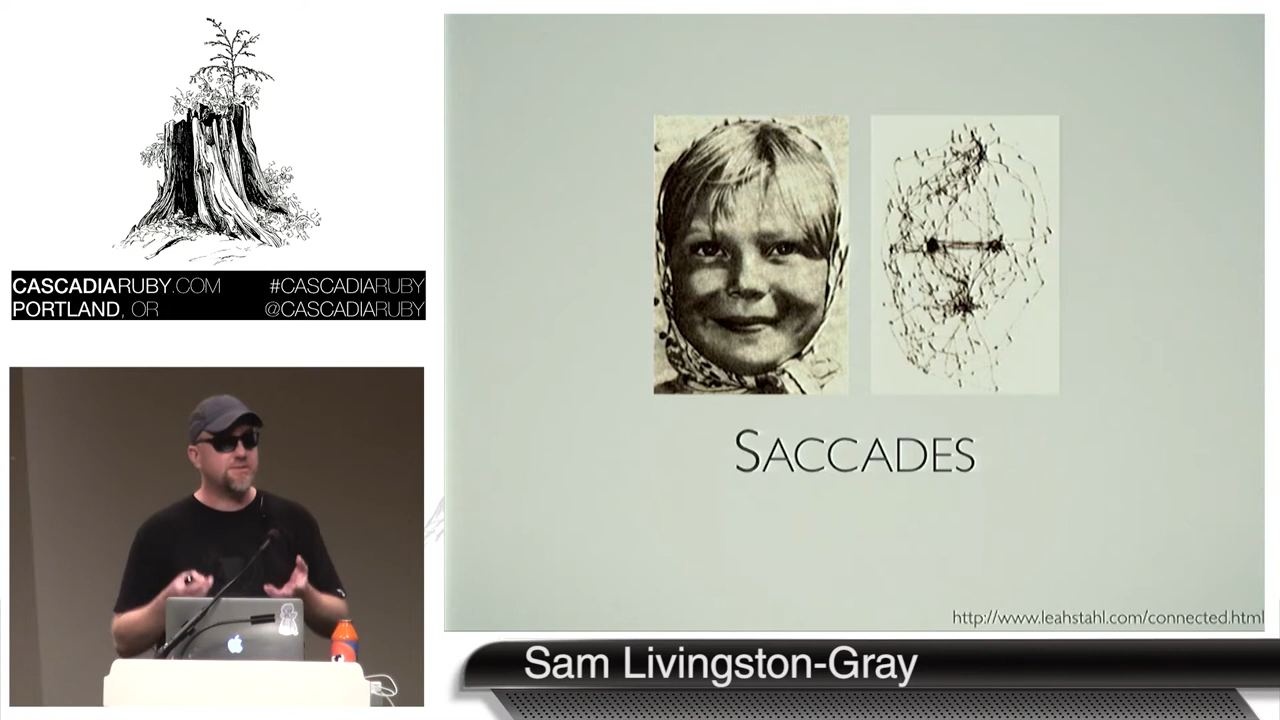 CASCADIARUBY.COM #CASCADIARUBY
PORTLAND, OR @CASCADIARUBY
SACCADES
http://www.leahstahl.com/connected.html
Sam Livingston-Gray